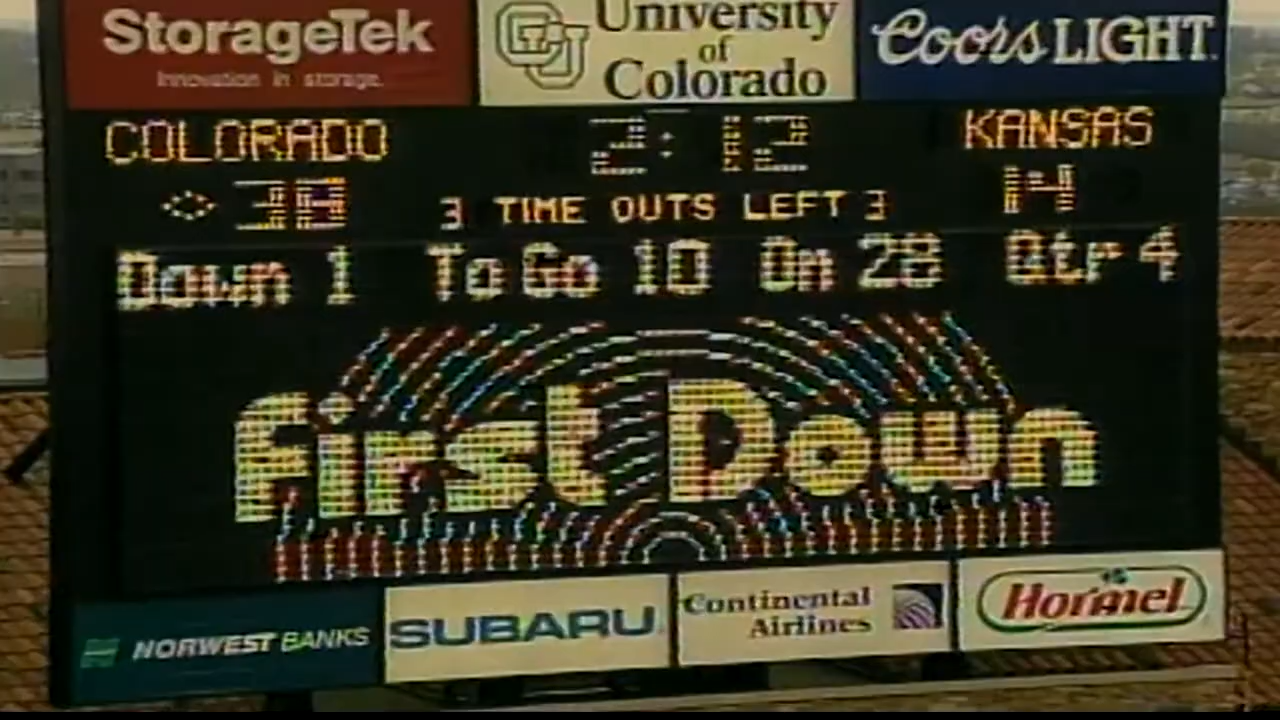 StorageTek
Innovation in storage.
CU
University
of
Colorado
Coors LIGHT
COLORADO 2:12 KANSAS
<> 38 3 TIME OUTS LEFT 3 14
Down 1 To Go 10 On 28 Qtr 4
First Down
NORWEST BANKS
SUBARU
Continental
Airlines
Hormel